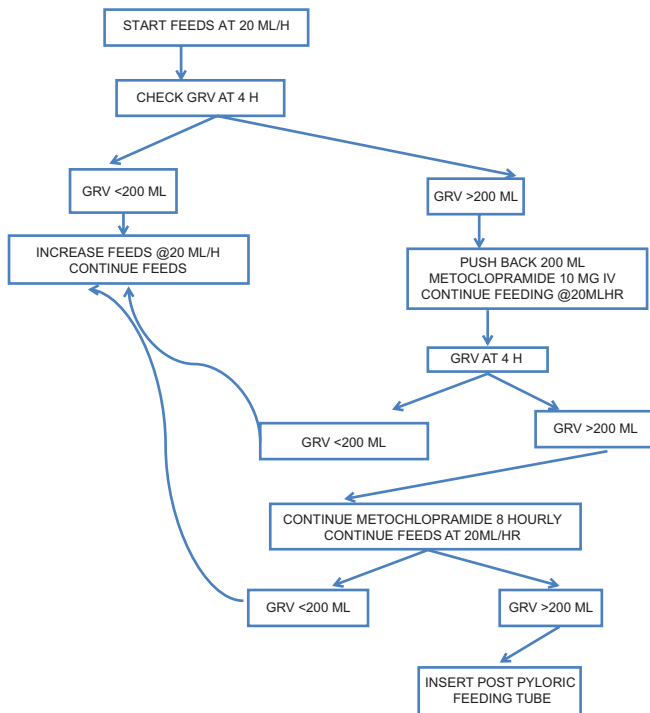 START FEEDS AT 20 ML/H
CHECK GRV AT 4 H
GRV <200 ML
GRV >200 ML
INCREASE FEEDS @20 ML/H
CONTINUE FEEDS
PUSH BACK 200 ML
METOCLOPRAMIDE 10 MG IV
CONTINUE FEEDING @20MLHR
GRV AT 4 H
GRV <200 ML
GRV >200 ML
CONTINUE METOCHLOPRAMIDE 8 HOURLY
CONTINUE FEEDS AT 20ML/HR
GRV <200 ML
GRV >200 ML
INSERT POST PYLORIC
FEEDING TUBE